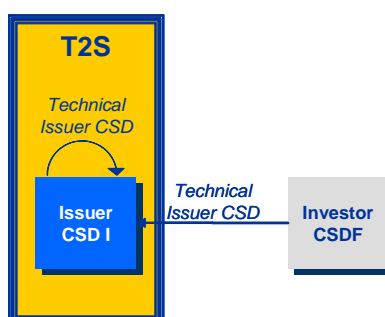 T2S
Technical
Issuer CSD
Issuer
CSD I
Technical
Issuer CSD
Investor
CSDF